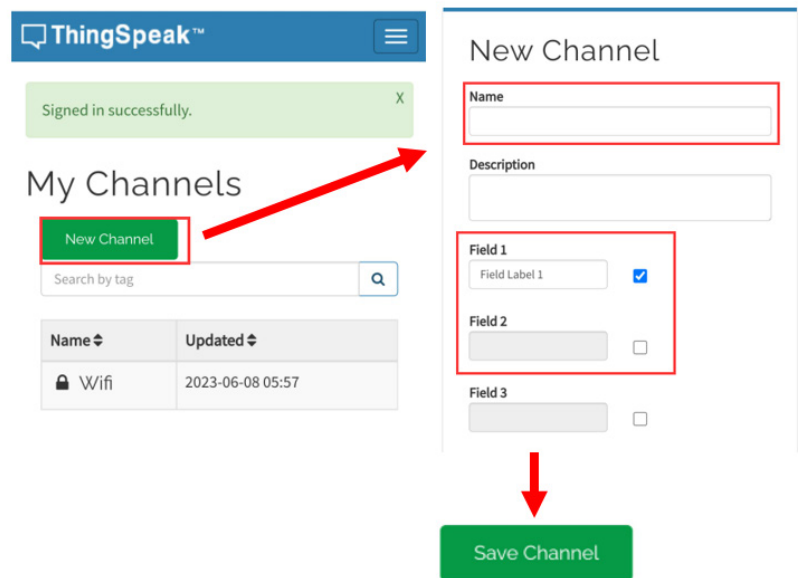 ThingSpeak™
Signed in successfully.
X
My Channels
New Channel
Search by tag
Name Updated
Wifi 2023-06-08 05:57
New Channel
Name
Description
Field 1
Field Label 1
Field 2
Field 3
Save Channel